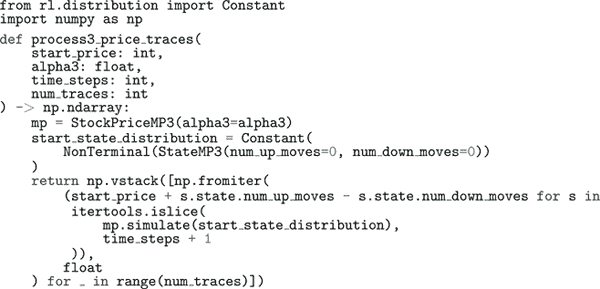 from rl.distribution import Constant
import numpy as np
def process3_price_traces(
    start_price: int,
    alpha3: float,
    time_steps: int,
    num_traces: int
) -> np.ndarray:
    mp = StockPriceMP3(alpha3=alpha3)
    start_state_distribution = Constant(
        NonTerminal(StateMP3(num_up_moves=0, num_down_moves=0))
    )
    return np.vstack([np.fromiter(
        (start_price + s.state.num_up_moves - s.state.num_down_moves for s in
         itertools.islice(
             mp.simulate(start_state_distribution),
             time_steps + 1
         )),
        float
    ) for _ in range(num_traces)])